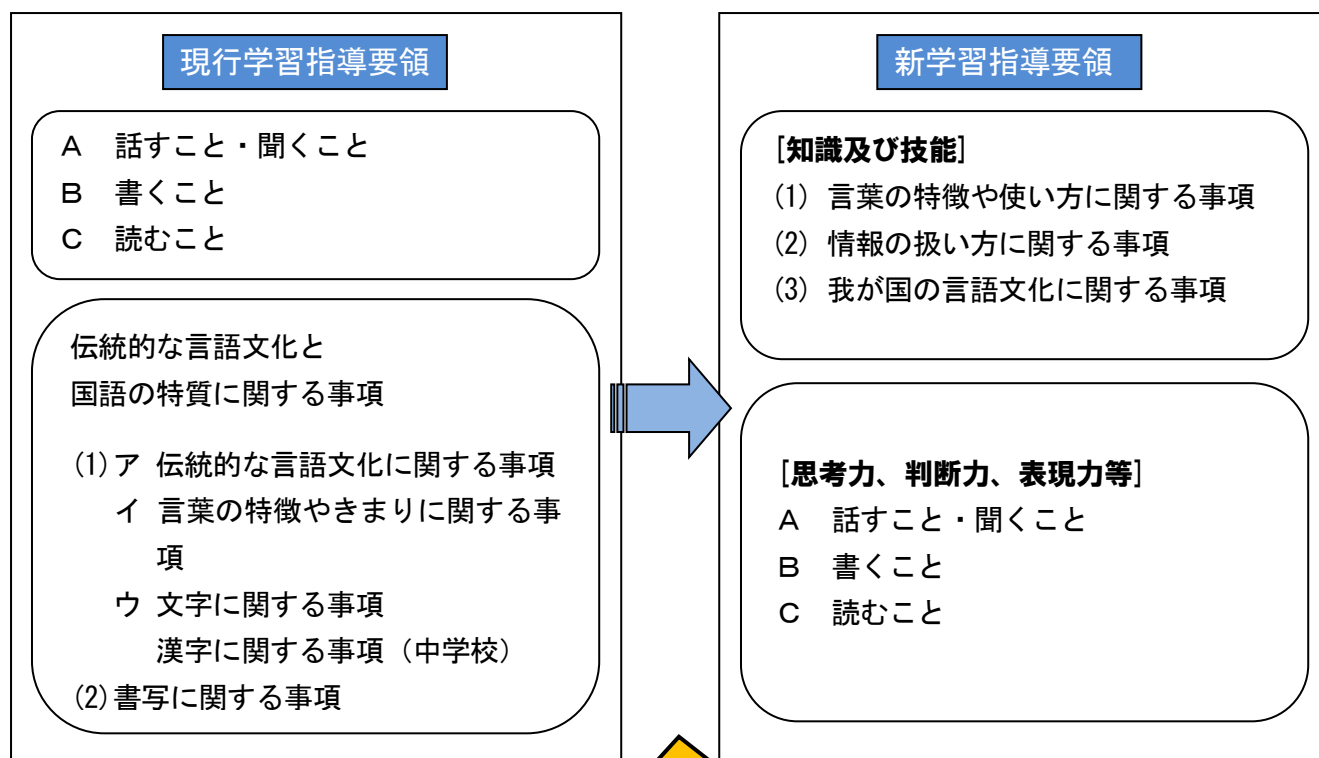 現行学習指導要領
A 話すこと・聞くこと
B 書くこと
C 読むこと
伝統的な言語文化と
国語の特質に関する事項
(1)ア 伝統的な言語文化に関する事項
イ 言葉の特徴やきまりに関する事
項
ウ 文字に関する事項
漢字に関する事項（中学校）
(2)書写に関する事項
新学習指導要領
[知識及び技能]
(1) 言葉の特徴や使い方に関する事項
(2) 情報の扱い方に関する事項
(3) 我が国の言語文化に関する事項
[思考力、判断力、表現力等]
A 話すこと・聞くこと
B 書くこと
C 読むこと